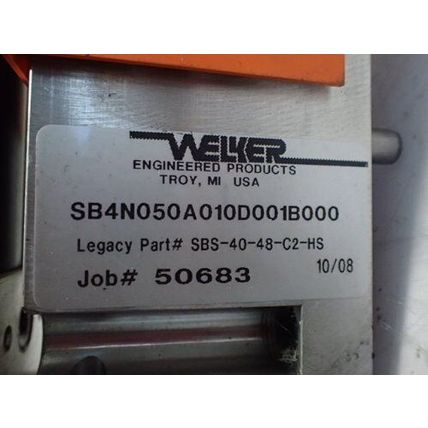 WELKER
ENGINEERED PRODUCTS
TROY, MI USA
SB4N050A010D001B000
Legacy Part# SBS-40-48-C2-HS
10/08
Job# 50683